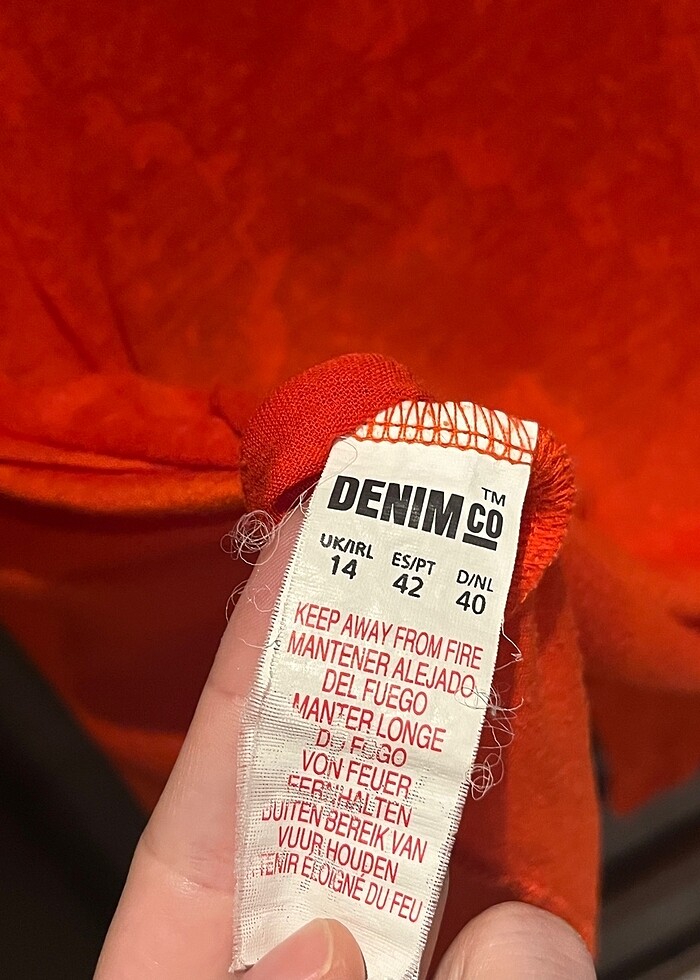 DENIM CO ™
UK/IRL ES/PT D/NL
14 42 40
KEEP AWAY FROM FIRE
MANTENER ALEJADO
DEL FUEGO
MANTER LONGE
DO FOGO
VON FEUER
FERNHALTEN
BUITEN BEREIK VAN
VUUR HOUDEN
TENIR ELOIGNÉ DU FEU